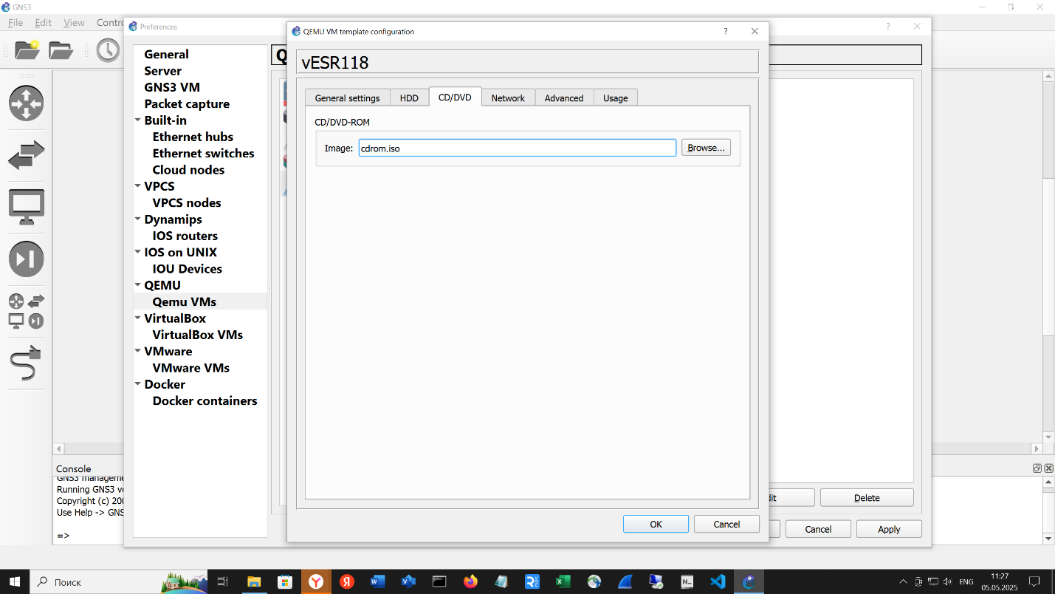 GNS3
File Edit View Contro
Preferences
General
Server
GNS3 VM
Packet capture
Built-in
Ethernet hubs
Ethernet switches
Cloud nodes
VPCS
VPCS nodes
Dynamips
IOS routers
IOS on UNIX
IOU Devices
QEMU
Qemu VMs
VirtualBox
VirtualBox VMs
VMware
VMware VMs
Docker
Docker containers
QEMU VM template configuration
vESR118
General settings HDD CD/DVD Network Advanced Usage
CD/DVD-ROM
Image: cdrom.iso Browse...
OK Cancel
Delete
Cancel Apply
Console
GNS3 manageme
Running GNS3 ve
Copyright (c) 200
Use Help -> GNS
=>
Поиск
ENG
11:27
05.05.2025